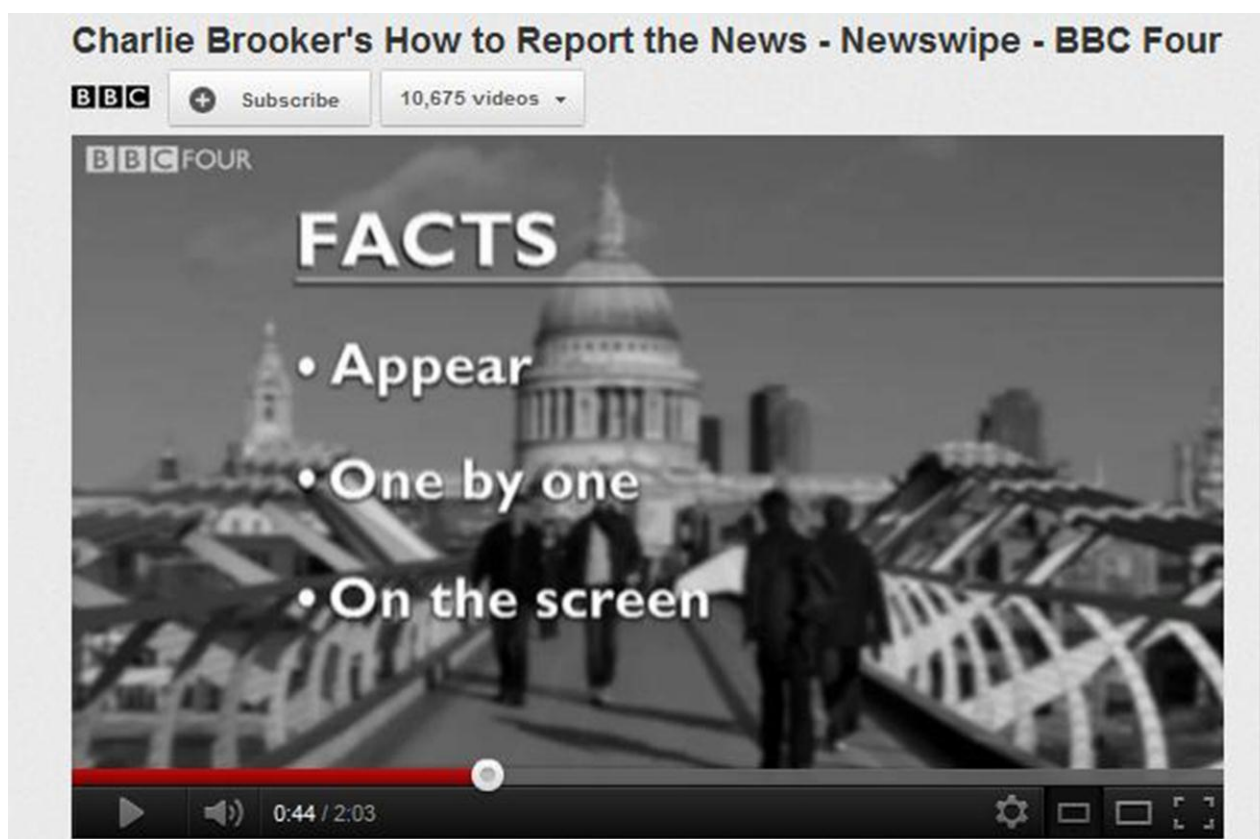 Charlie Brooker's How to Report the News - Newswipe - BBC Four
BBC Subscribe 10,675 videos
BBC FOUR
FACTS
• Appear
• One by one
• On the screen
0:44 / 2:03